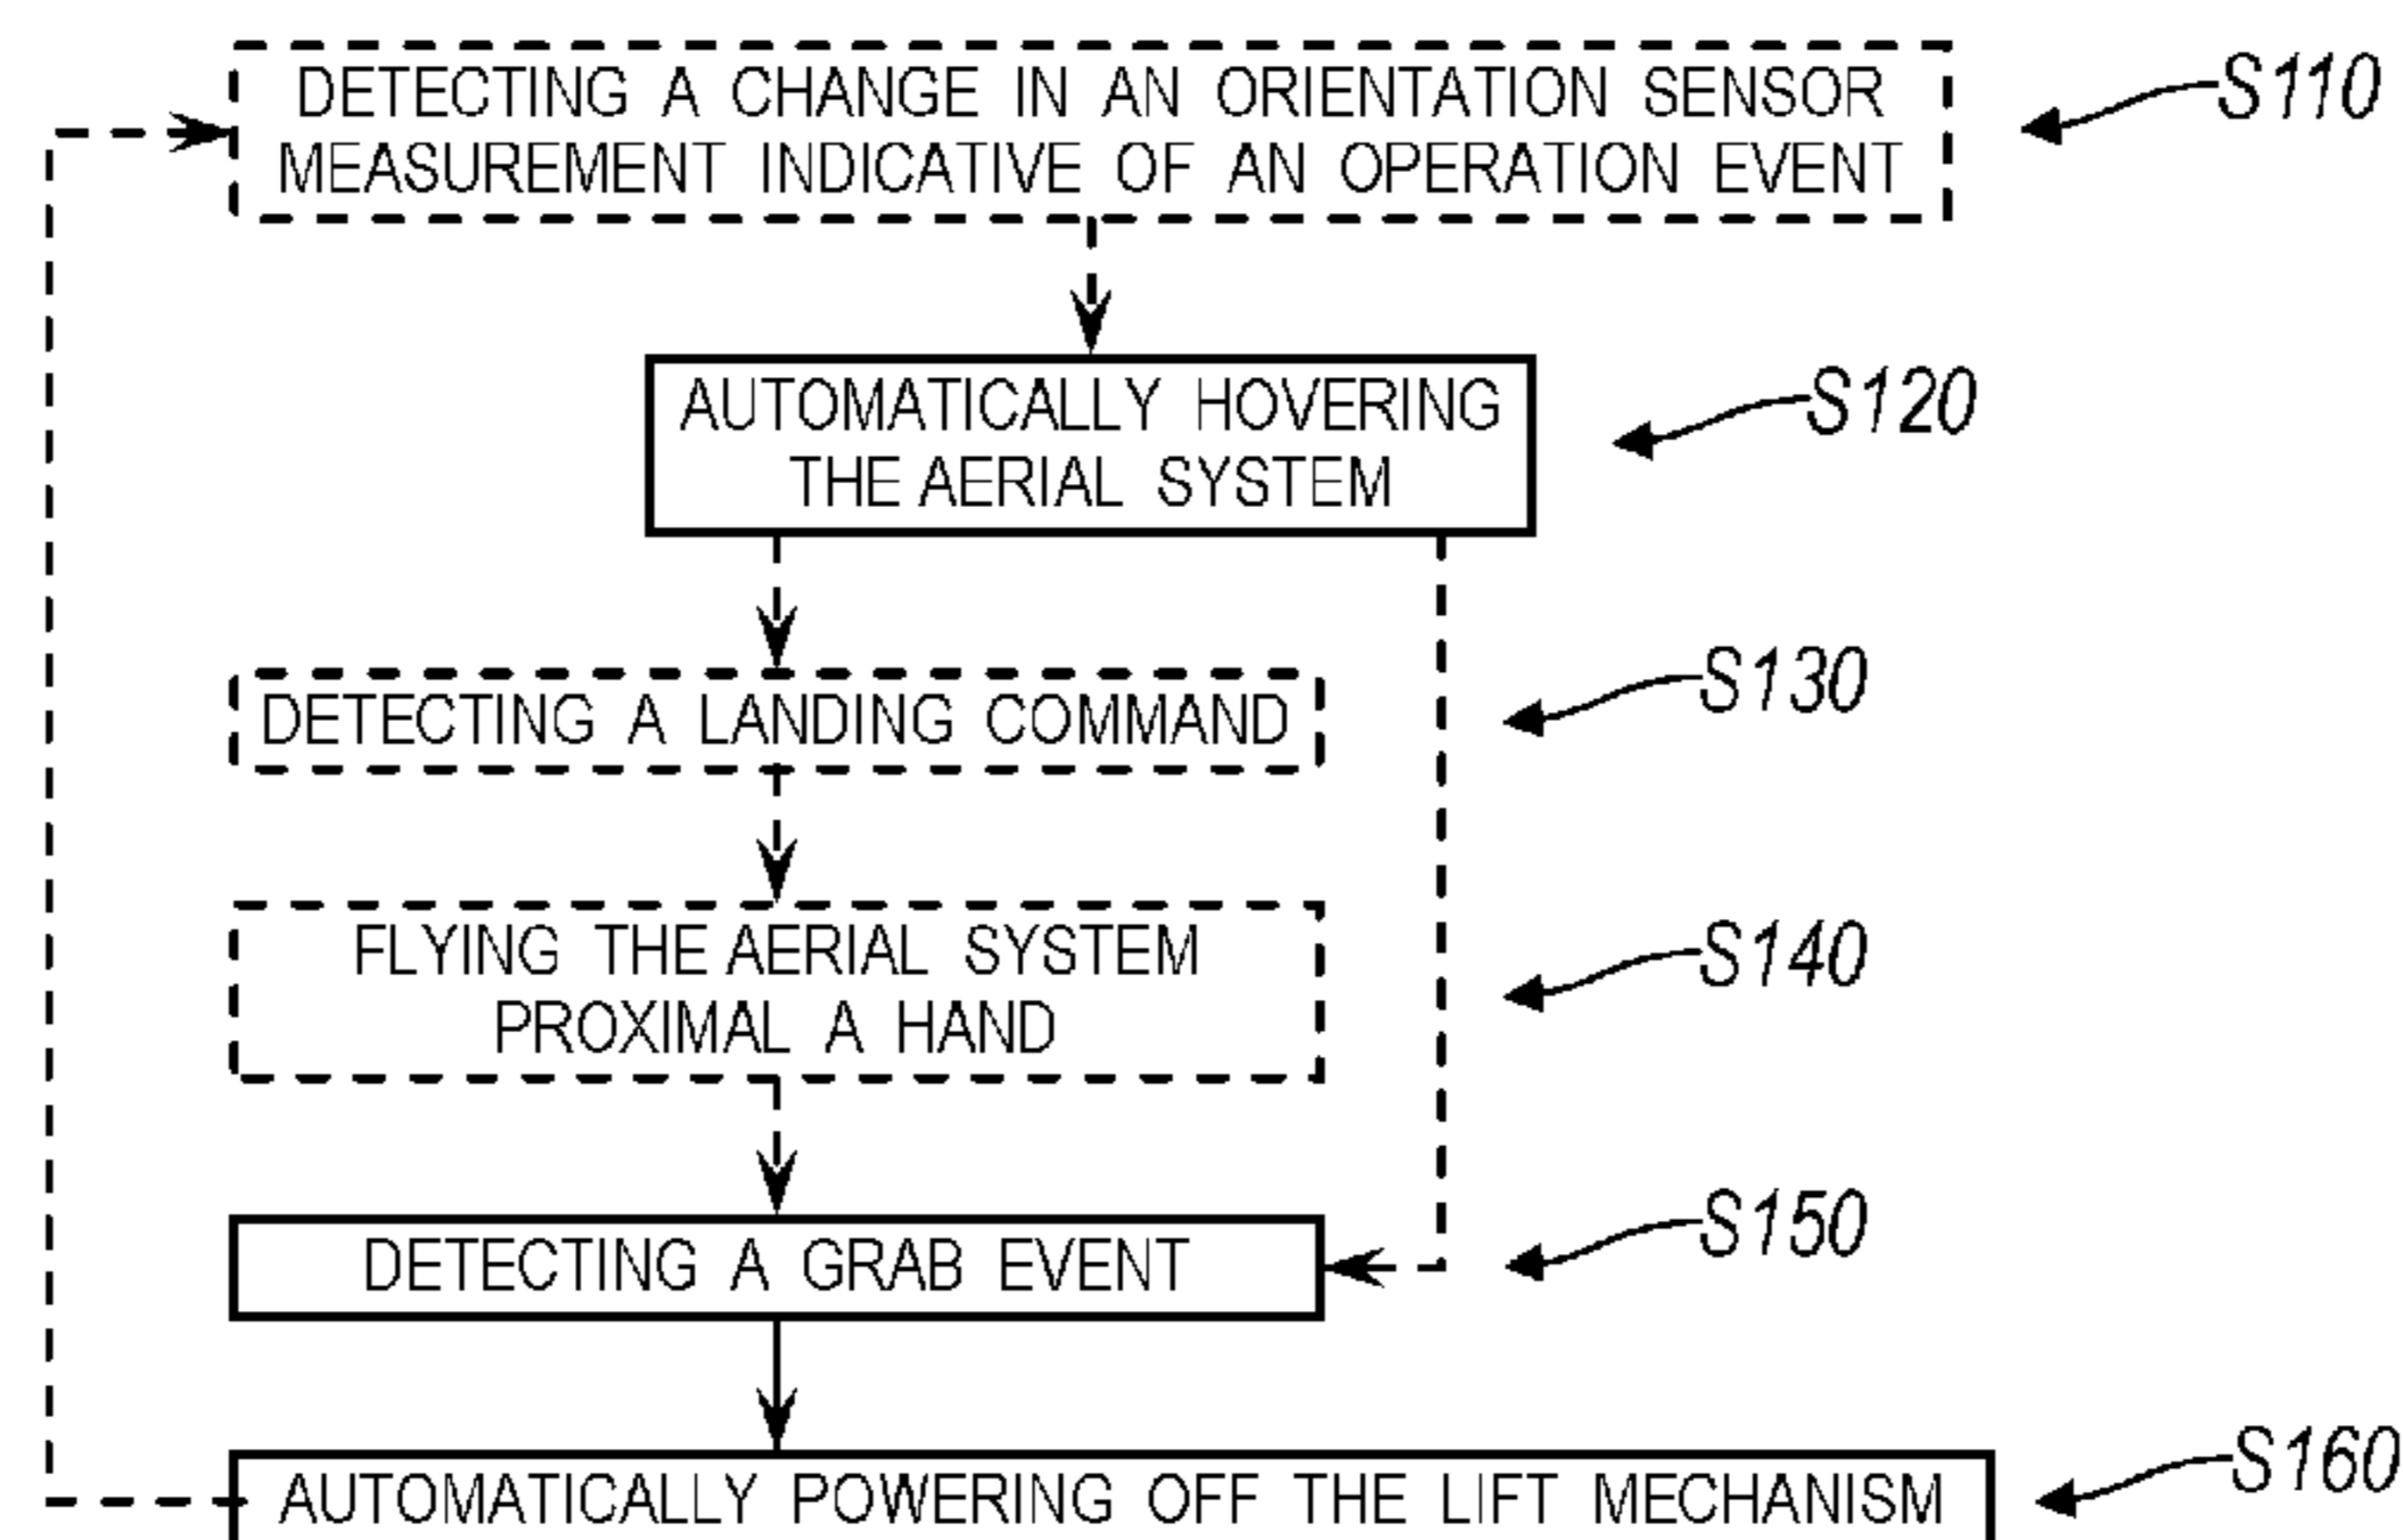 DETECTING A CHANGE IN AN ORIENTATION SENSOR
MEASUREMENT INDICATIVE OF AN OPERATION EVENT
S110
AUTOMATICALLY HOVERING
THE AERIAL SYSTEM
S120
DETECTING A LANDING COMMAND
S130
FLYING THE AERIAL SYSTEM
PROXIMAL A HAND
S140
DETECTING A GRAB EVENT
S150
AUTOMATICALLY POWERING OFF THE LIFT MECHANISM
S160